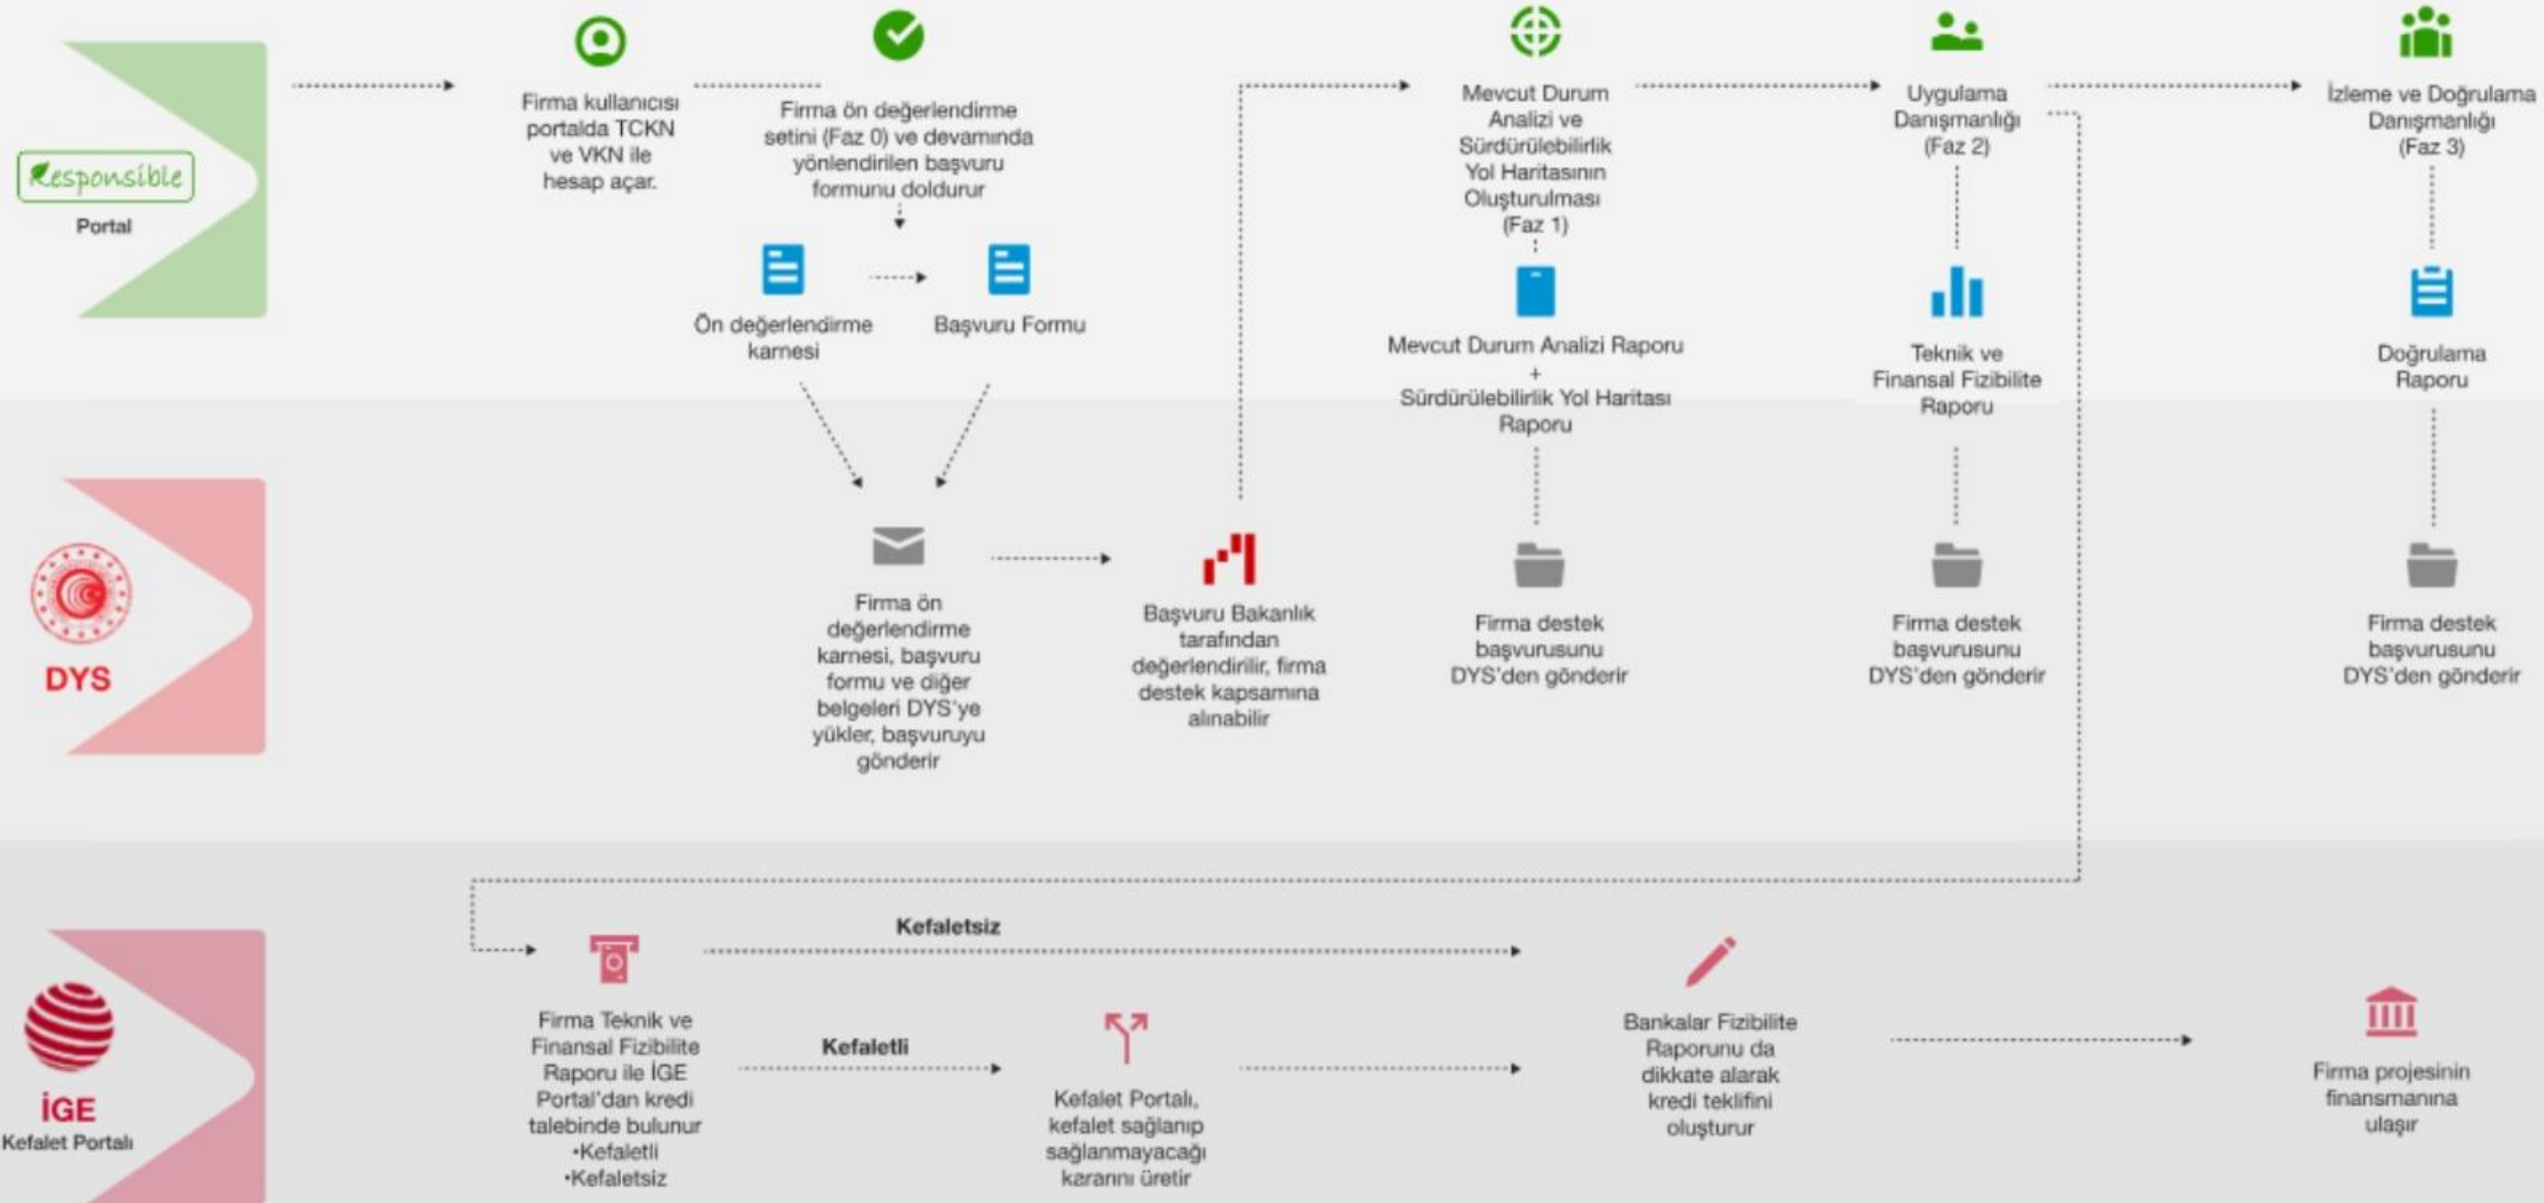 Responsible
Portal
Firma kullanıcısı
portalda TCKN
ve VKN ile
hesap açar.
Firma ön değerlendirme
setini (Faz 0) ve devamında
yönlendirilen başvuru
formunu doldurur
Ön değerlendirme
karnesi
Başvuru Formu
Mevcut Durum
Analizi ve
Sürdürülebilirlik
Yol Haritasının
Oluşturulması
(Faz 1)
Mevcut Durum Analizi Raporu
+
Sürdürülebilirlik Yol Haritası
Raporu
Uygulama
Danışmanlığı
(Faz 2)
Teknik ve
Finansal Fizibilite
Raporu
İzleme ve Doğrulama
Danışmanlığı
(Faz 3)
Doğrulama
Raporu
DYS
Firma ön
değerlendirme
karnesi, başvuru
formu ve diğer
belgeleri DYS'ye
yükler, başvuruyu
gönderir
Başvuru Bakanlık
tarafından
değerlendirilir, firma
destek kapsamına
alınabilir
Firma destek
başvurusunu
DYS'den gönderir
Firma destek
başvurusunu
DYS'den gönderir
Firma destek
başvurusunu
DYS'den gönderir
İGE
Kefalet Portalı
Firma Teknik ve
Finansal Fizibilite
Raporu ile İGE
Portal'dan kredi
talebinde bulunur
•Kefaletli
•Kefaletsiz
Kefaletsiz
Kefaletli
Kefalet Portalı,
kefalet sağlanıp
sağlanmayacağı
kararını üretir
Bankalar Fizibilite
Raporunu da
dikkate alarak
kredi teklifini
oluşturur
Firma projesinin
finansmanına
ulaşır